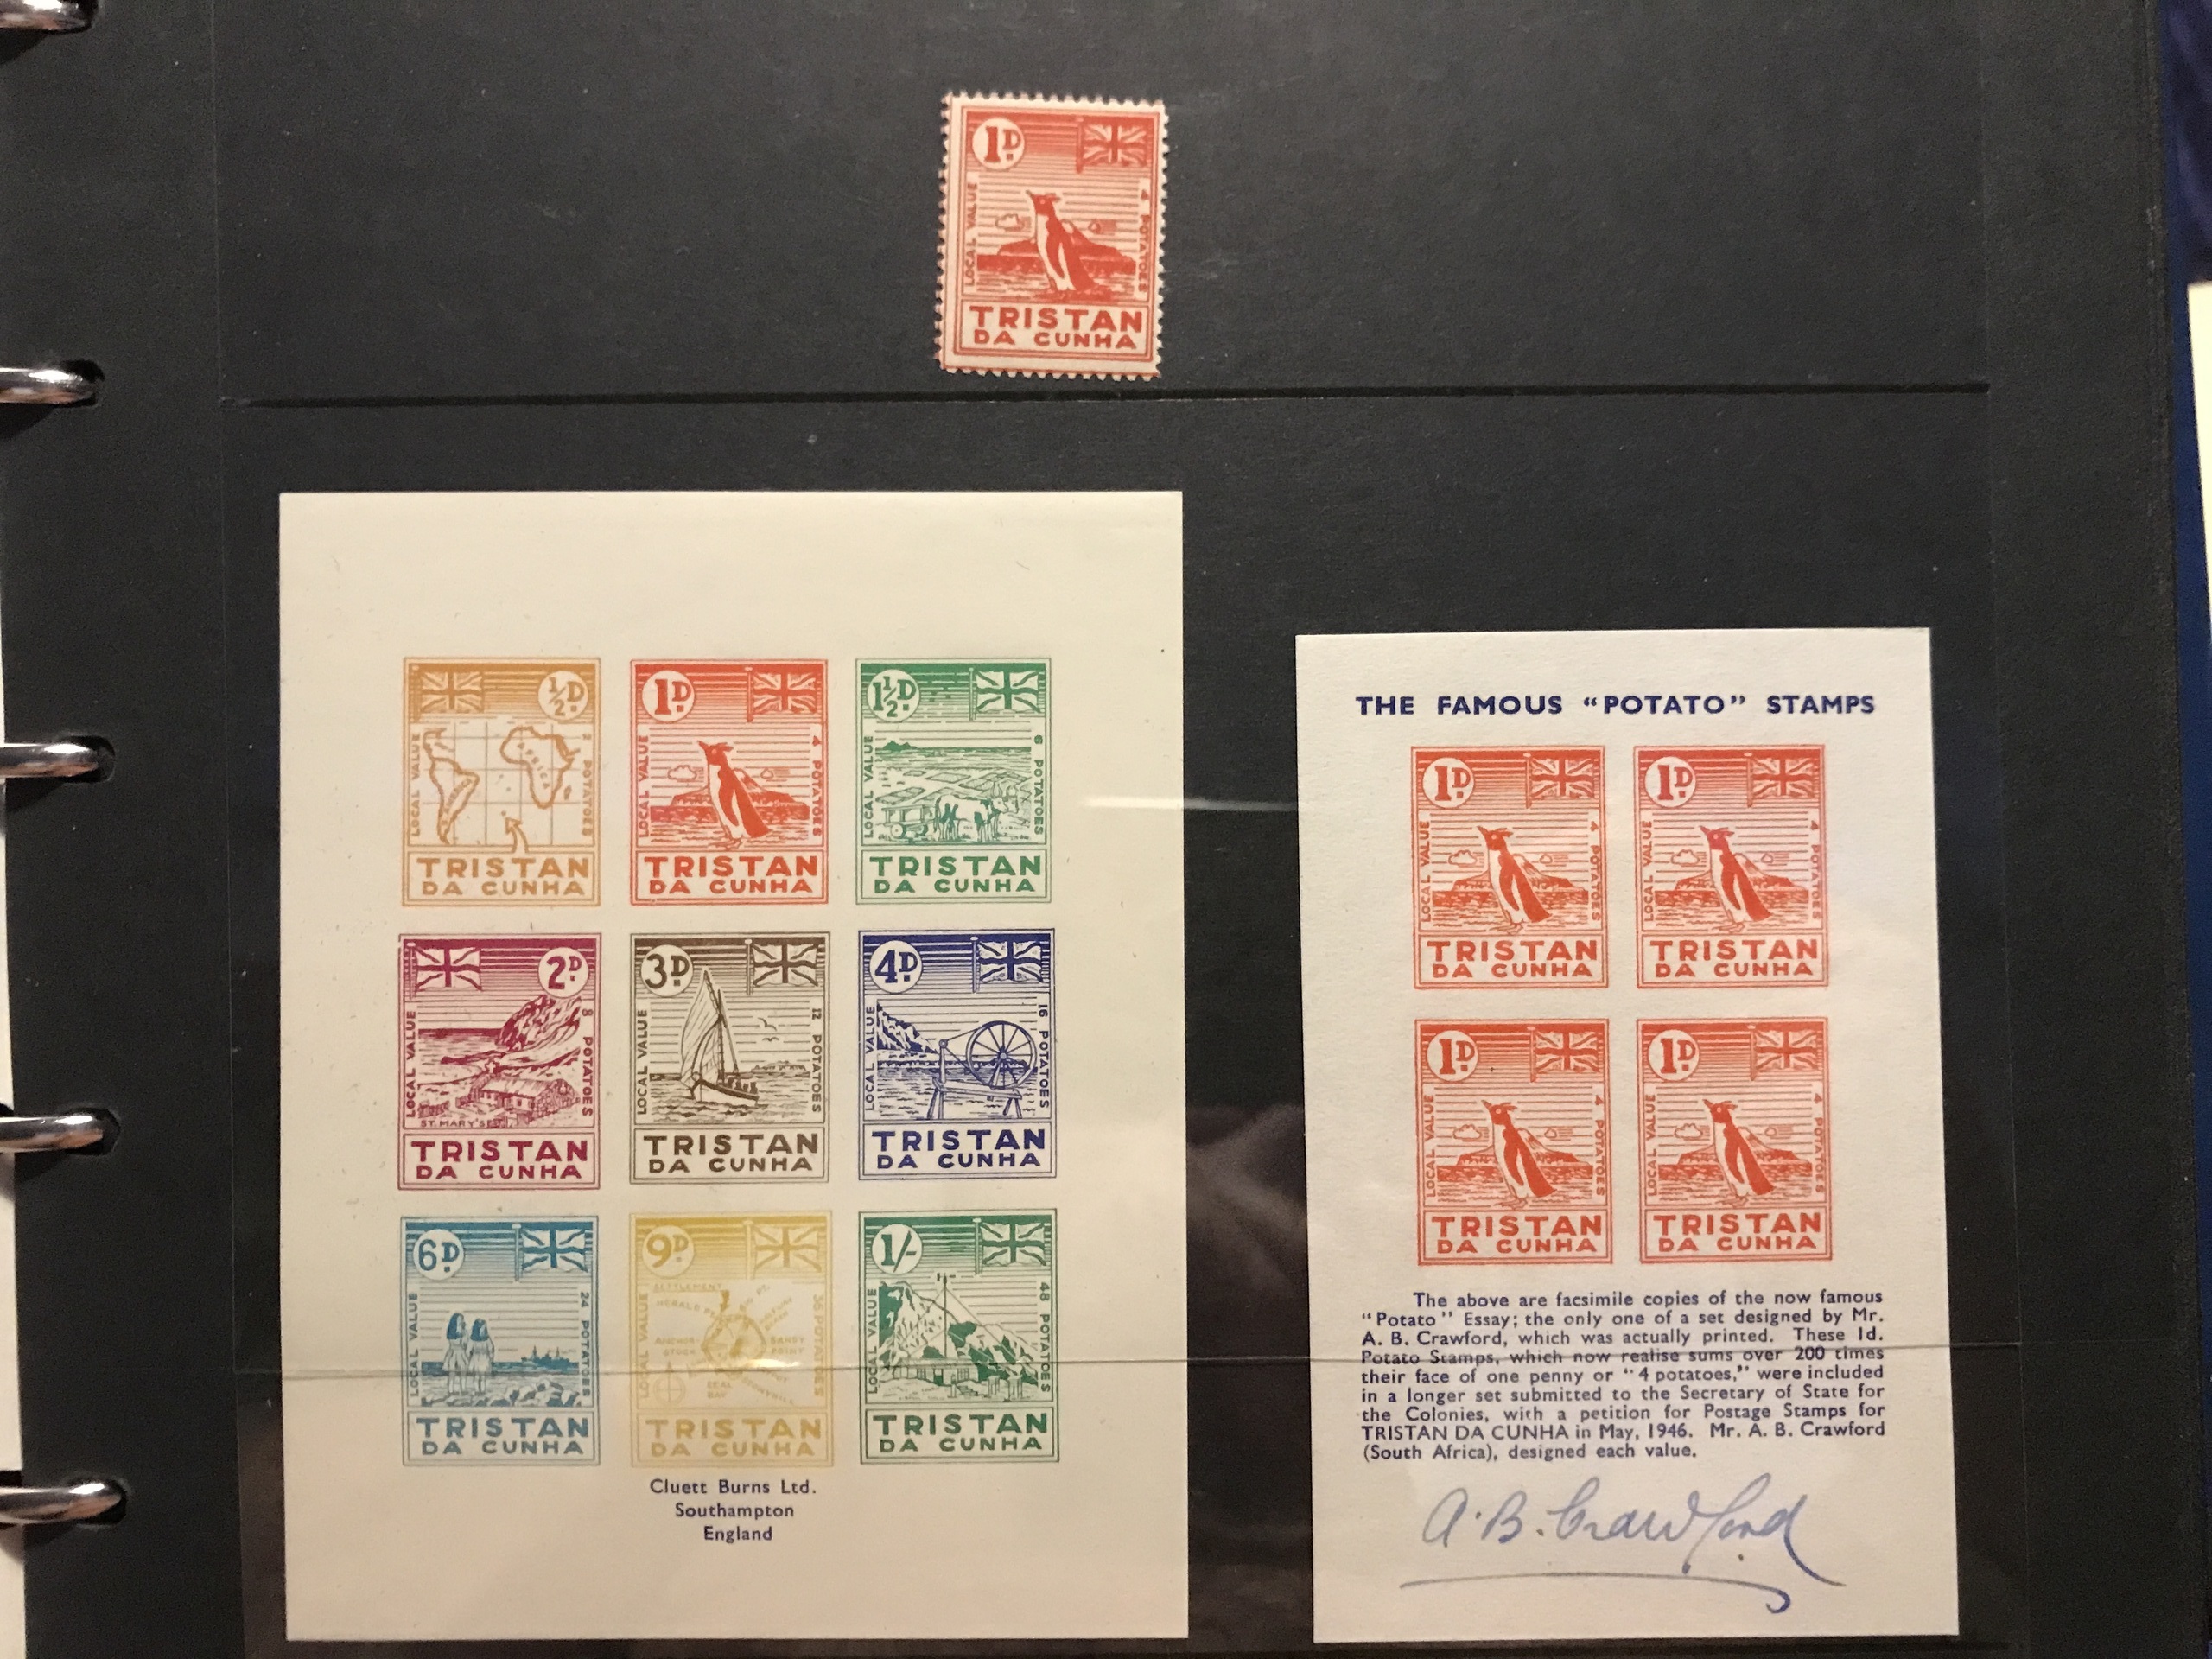 1D.
LOCAL VALUE
4 POTATOES
TRISTAN
DA CUNHA
½D.
LOCAL VALUE
2 POTATOES
TRISTAN
DA CUNHA
1D.
LOCAL VALUE
4 POTATOES
TRISTAN
DA CUNHA
1½D.
LOCAL VALUE
6 POTATOES
TRISTAN
DA CUNHA
2D.
LOCAL VALUE
8 POTATOES
ST. MARY'S
TRISTAN
DA CUNHA
3D.
LOCAL VALUE
12 POTATOES
TRISTAN
DA CUNHA
4D.
LOCAL VALUE
16 POTATOES
TRISTAN
DA CUNHA
6D.
LOCAL VALUE
24 POTATOES
TRISTAN
DA CUNHA
9D.
LOCAL VALUE
36 POTATOES
SETTLEMENT
HERALD PT.
ANCHOR-
STOCK
SANDY
POINT
SEAL
BAY
STONYHILL
TRISTAN
DA CUNHA
1/-
LOCAL VALUE
48 POTATOES
TRISTAN
DA CUNHA
Cluett Burns Ltd.
Southampton
England
THE FAMOUS “POTATO” STAMPS
1D.
LOCAL VALUE
4 POTATOES
TRISTAN
DA CUNHA
1D.
LOCAL VALUE
4 POTATOES
TRISTAN
DA CUNHA
1D.
LOCAL VALUE
4 POTATOES
TRISTAN
DA CUNHA
1D.
LOCAL VALUE
4 POTATOES
TRISTAN
DA CUNHA
The above are facsimile copies of the now famous
“Potato” Essay; the only one of a set designed by Mr.
A. B. Crawford, which was actually printed. These 1d.
Potato Stamps, which now realise sums over 200 times
their face of one penny or “4 potatoes,” were included
in a longer set submitted to the Secretary of State for
the Colonies, with a petition for Postage Stamps for
TRISTAN DA CUNHA in May, 1946. Mr. A. B. Crawford
(South Africa), designed each value.
A. B. Crawford